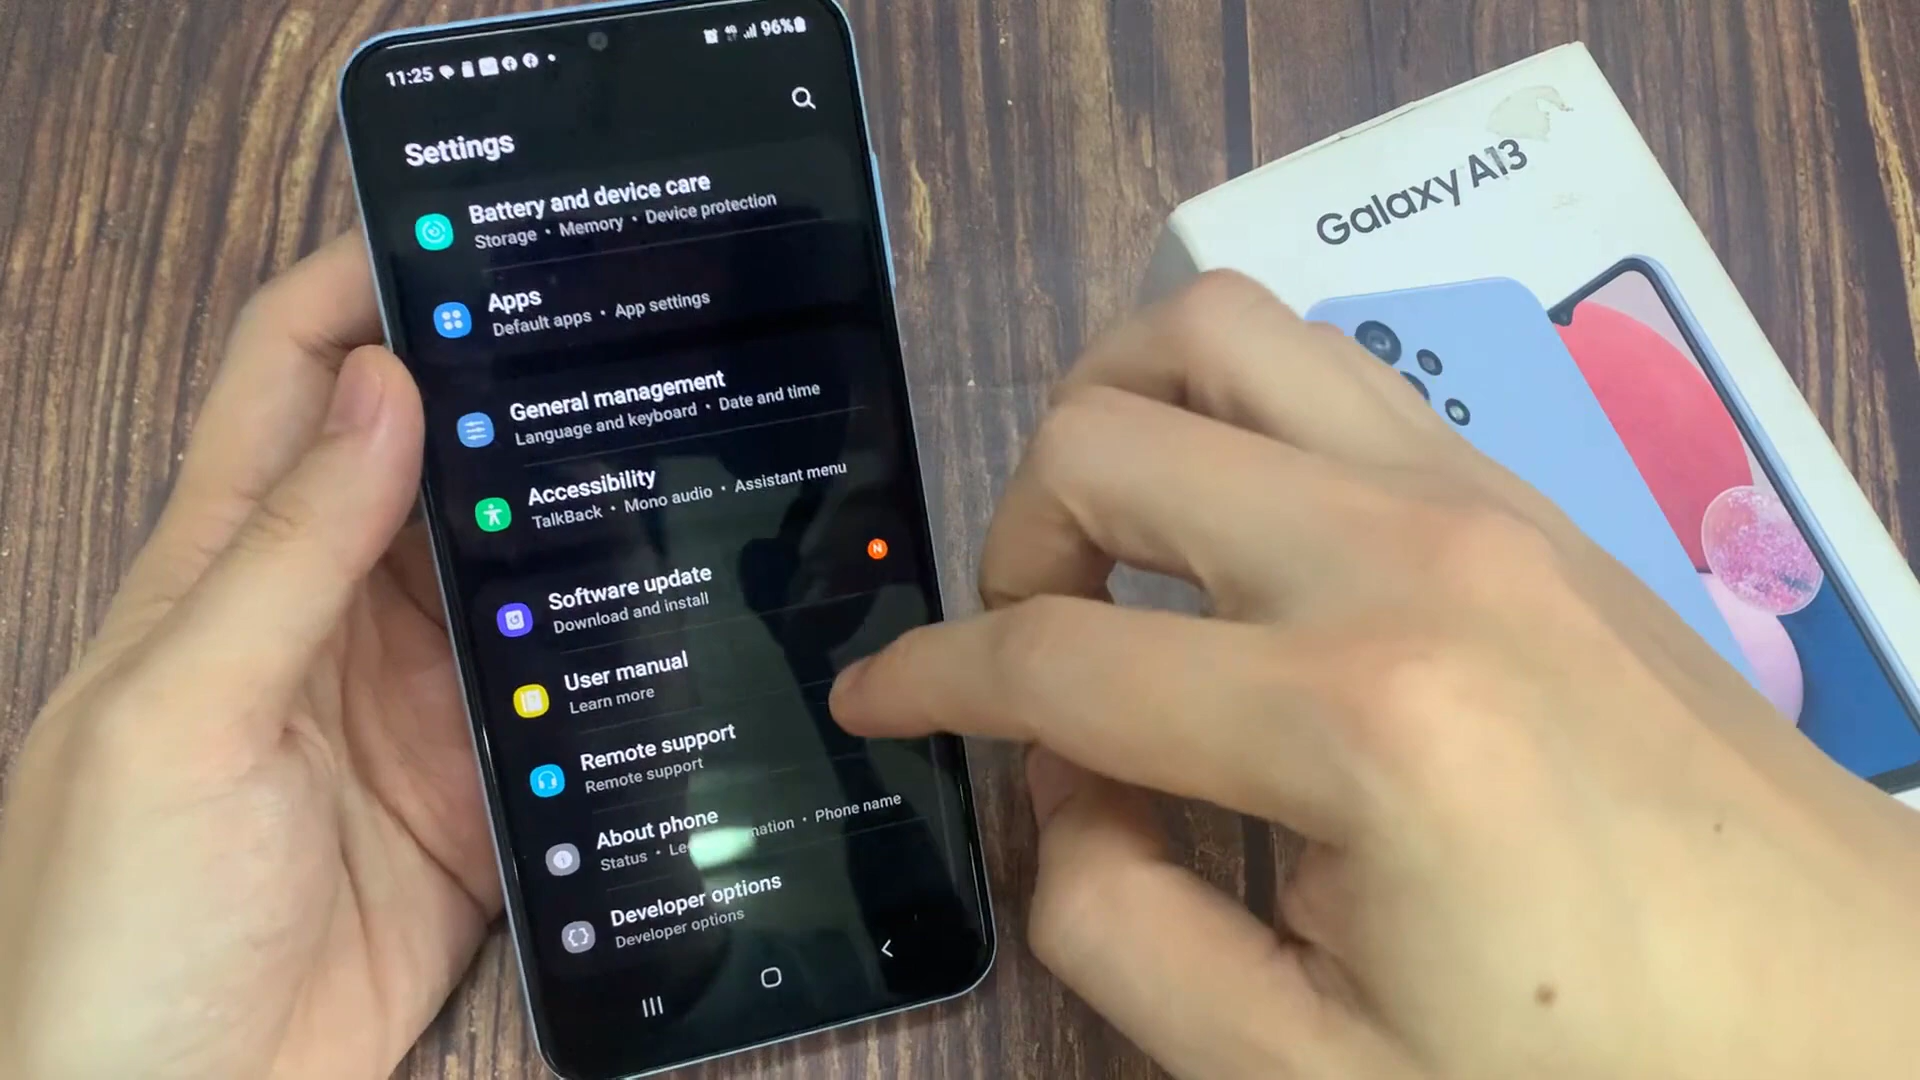 11:25
4G 96%
Settings
Battery and device care
Storage • Memory • Device protection
Apps
Default apps • App settings
General management
Language and keyboard • Date and time
Accessibility
TalkBack • Mono audio • Assistant menu
N
Software update
Download and install
User manual
Learn more
Remote support
Remote support
About phone
Status • • Phone name
Developer options
Developer options
Galaxy A13